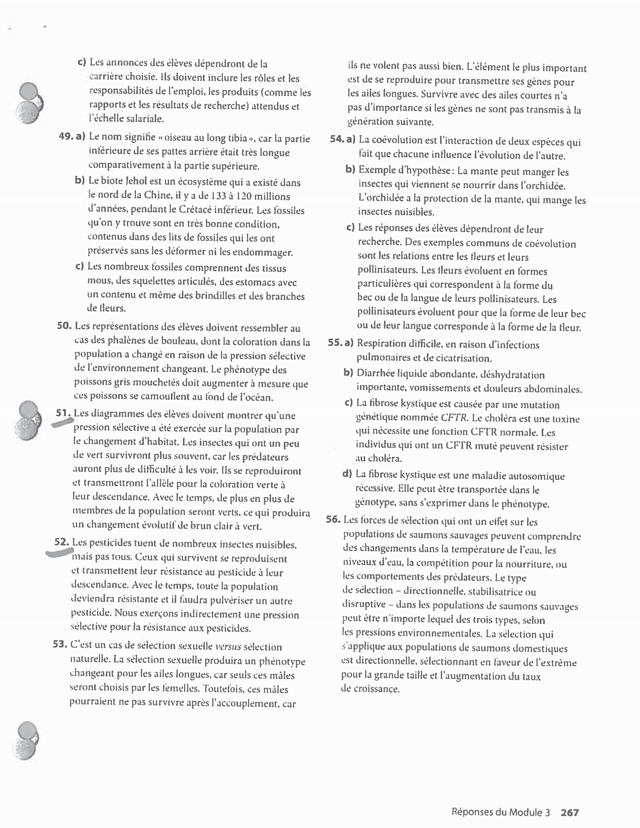 c) Les annonces des élèves dépendront de la
carrière choisie. Ils doivent inclure les rôles et les
responsabilités de l'emploi, les produits (comme les
rapports et les résultats de recherche) attendus et
l'échelle salariale.
49. a) Le nom signifie « oiseau au long tibia », car la partie
inférieure de ses pattes arrière était très longue
comparativement à la partie supérieure.
b) Le biote Jehol est un écosystème qui a existé dans
le nord de la Chine, il y a de 133 à 120 millions
d'années, pendant le Crétacé inférieur. Les fossiles
qu'on y trouve sont en très bonne condition,
contenus dans des lits de fossiles qui les ont
préservés sans les déformer ni les endommager.
c) Les nombreux fossiles comprennent des tissus
mous, des squelettes articulés, des estomacs avec
un contenu et même des brindilles et des branches
de fleurs.
50. Les représentations des élèves doivent ressembler au
cas des phalènes de bouleau, dont la coloration dans la
population a changé en raison de la pression sélective
de l'environnement changeant. Le phénotype des
poissons gris mouchetés doit augmenter à mesure que
ces poissons se camouflent au fond de l'océan.
51. Les diagrammes des élèves doivent montrer qu'une
pression sélective a été exercée sur la population par
le changement d'habitat. Les insectes qui ont un peu
de vert survivront plus souvent, car les prédateurs
auront plus de difficulté à les voir. Ils se reproduiront
et transmettront l'allèle pour la coloration verte à
leur descendance. Avec le temps, de plus en plus de
membres de la population seront verts, ce qui produira
un changement évolutif de brun clair à vert.
52. Les pesticides tuent de nombreux insectes nuisibles,
mais pas tous. Ceux qui survivent se reproduisent
et transmettent leur résistance au pesticide à leur
descendance. Avec le temps, toute la population
deviendra résistante et il faudra pulvériser un autre
pesticide. Nous exerçons indirectement une pression
sélective pour la résistance aux pesticides.
53. C'est un cas de sélection sexuelle versus sélection
naturelle. La sélection sexuelle produira un phénotype
changeant pour les ailes longues, car seuls ces mâles
seront choisis par les femelles. Toutefois, ces mâles
pourraient ne pas survivre après l'accouplement, car
ils ne volent pas aussi bien. L'élément le plus important
est de se reproduire pour transmettre ses gènes pour
les ailes longues. Survivre avec des ailes courtes n'a
pas d'importance si les gènes ne sont pas transmis à la
génération suivante.
54. a) La coévolution est l'interaction de deux espèces qui
fait que chacune influence l'évolution de l'autre.
b) Exemple d'hypothèse : La mante peut manger les
insectes qui viennent se nourrir dans l'orchidée.
L'orchidée a la protection de la mante, qui mange les
insectes nuisibles.
c) Les réponses des élèves dépendront de leur
recherche. Des exemples communs de coévolution
sont les relations entre les fleurs et leurs
pollinisateurs. Les fleurs évoluent en formes
particulières qui correspondent à la forme du
bec ou de la langue de leurs pollinisateurs. Les
pollinisateurs évoluent pour que la forme de leur bec
ou de leur langue corresponde à la forme de la fleur.
55. a) Respiration difficile, en raison d'infections
pulmonaires et de cicatrisation.
b) Diarrhée liquide abondante, déshydratation
importante, vomissements et douleurs abdominales.
c) La fibrose kystique est causée par une mutation
génétique nommée CFTR. Le choléra est une toxine
qui nécessite une fonction CFTR normale. Les
individus qui ont un CFTR muté peuvent résister
au choléra.
d) La fibrose kystique est une maladie autosomique
récessive. Elle peut être transportée dans le
génotype, sans s'exprimer dans le phénotype.
56. Les forces de sélection qui ont un effet sur les
populations de saumons sauvages peuvent comprendre
des changements dans la température de l'eau, les
niveaux d'eau, la compétition pour la nourriture, ou
les comportements des prédateurs. Le type
de sélection – directionnelle, stabilisatrice ou
disruptive – dans les populations de saumons sauvages
peut être n'importe lequel des trois types, selon
les pressions environnementales. La sélection qui
s'applique aux populations de saumons domestiques
est directionnelle, sélectionnant en faveur de l'extrême
pour la grande taille et l'augmentation du taux
de croissance.
Réponses du Module 3 267